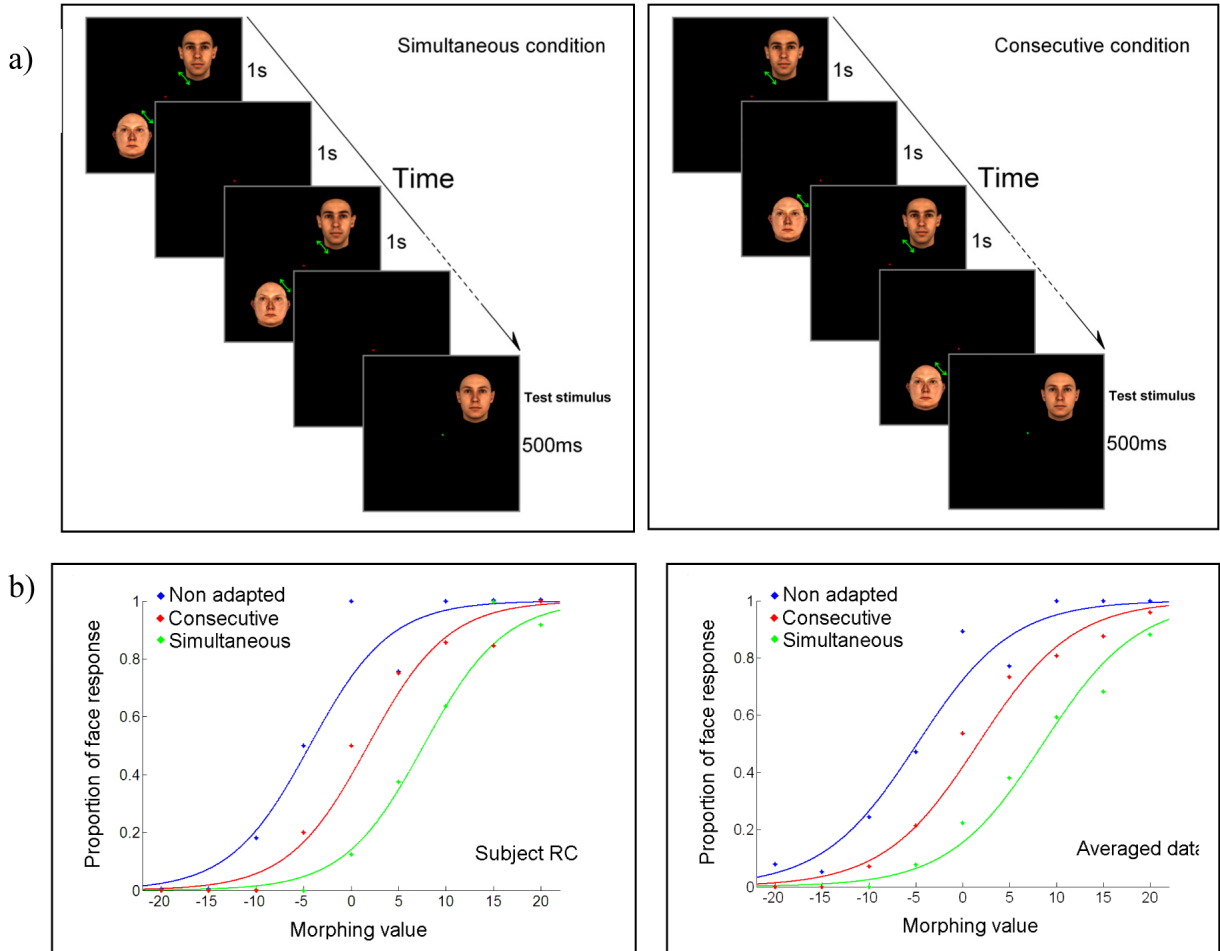 a)
Simultaneous condition
1s
1s
Time
1s
Test stimulus
500ms
Consecutive condition
1s
1s
Time
1s
Test stimulus
500ms
b)
Non adapted
Consecutive
Simultaneous
1
0.8
0.6
0.4
0.2
0
Proportion of face response
Subject RC
-20 -15 -10 -5 0 5 10 15 20
Morphing value
Non adapted
Consecutive
Simultaneous
1
0.8
0.6
0.4
0.2
0
Proportion of face response
Averaged data
-20 -15 -10 -5 0 5 10 15 20
Morphing value